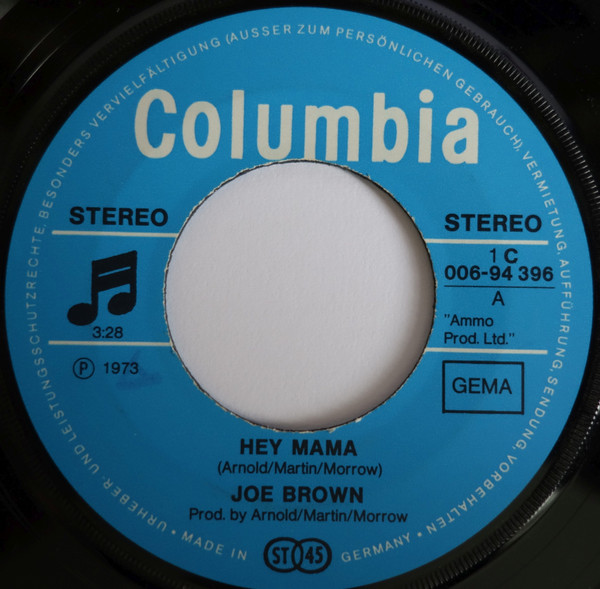 URHEBER- UND LEISTUNGSSCHUTZRECHTE, BESONDERS VERVIELFÄLTIGUNG (AUSSER ZUM PERSÖNLICHEN GEBRAUCH), VERMIETUNG, AUFFÜHRUNG, SENDUNG, VORBEHALTEN
Columbia
STEREO
3:28
℗ 1973
STEREO
1 C
006-94 396
A
"Ammo
Prod. Ltd."
GEMA
HEY MAMA
(Arnold/Martin/Morrow)
JOE BROWN
Prod. by Arnold/Martin/Morrow
• MADE IN GERMANY •
ST 45